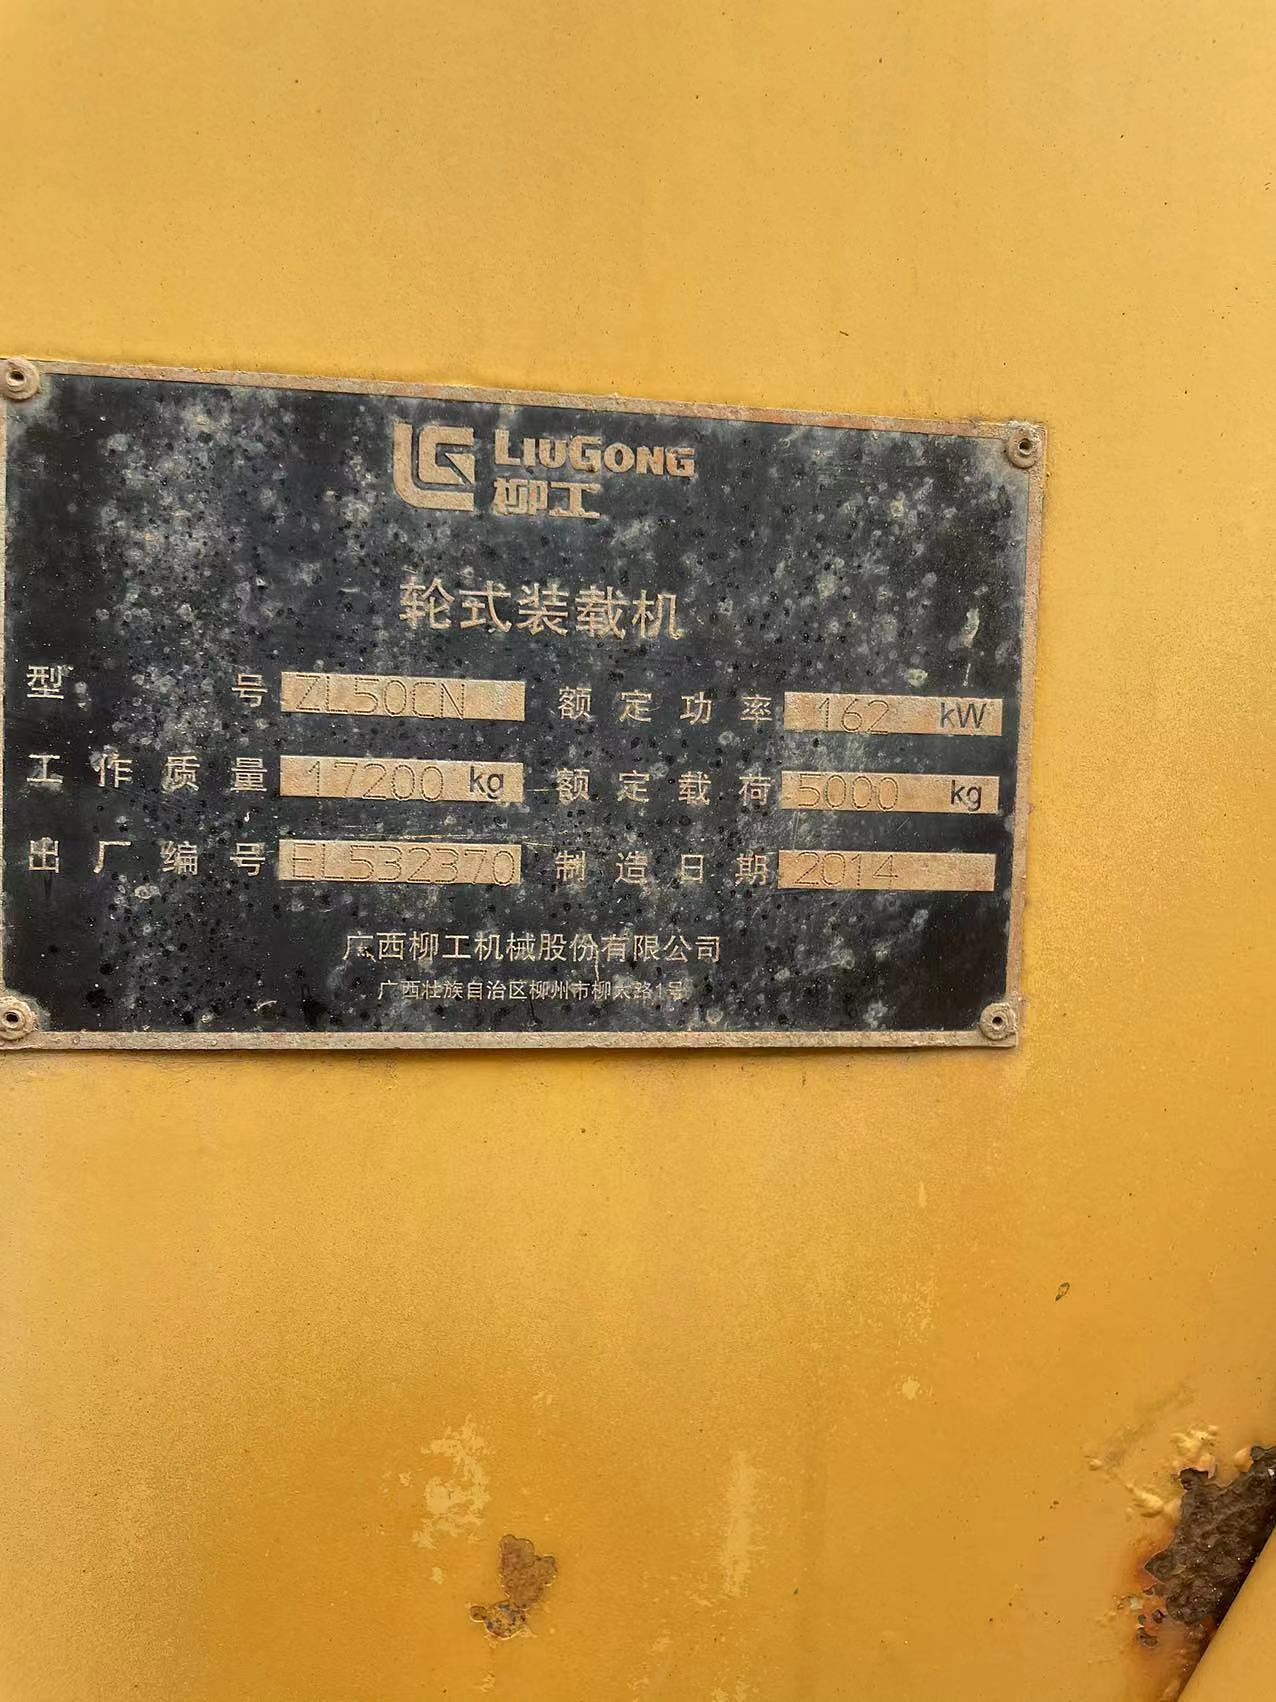 LG LIUGONG
柳工
轮式装载机
型号 ZL50CN 额定功率 162 kW
工作质量 17200 kg 额定载荷 5000 kg
出厂编号 EL532370 制造日期 2014
广西柳工机械股份有限公司
广西壮族自治区柳州市柳太路1号